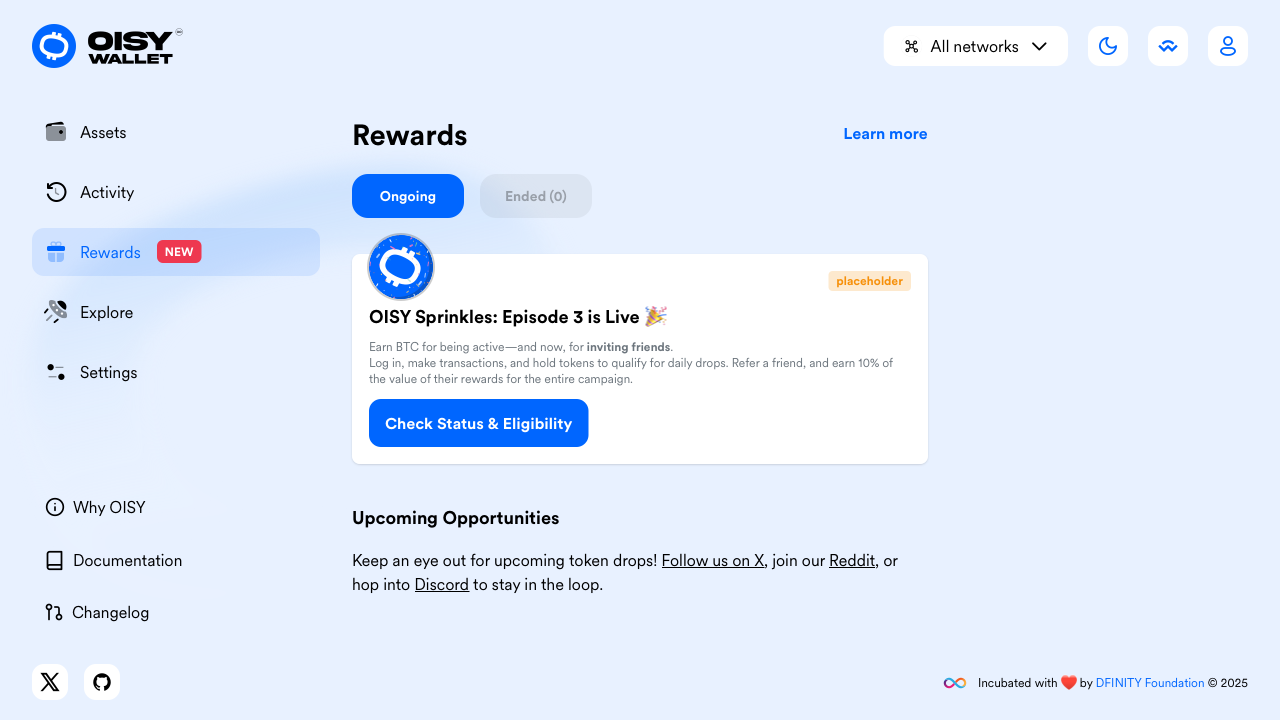 OISY
WALLET
All networks
Assets
Activity
Rewards NEW
Explore
Settings
Why OISY
Documentation
Changelog
Rewards
Learn more
Ongoing
Ended (0)
placeholder
OISY Sprinkles: Episode 3 is Live 🎉
Earn BTC for being active—and now, for inviting friends.
Log in, make transactions, and hold tokens to qualify for daily drops. Refer a friend, and earn 10% of
the value of their rewards for the entire campaign.
Check Status & Eligibility
Upcoming Opportunities
Keep an eye out for upcoming token drops! Follow us on X, join our Reddit, or
hop into Discord to stay in the loop.
Incubated with ❤️ by DFINITY Foundation © 2025